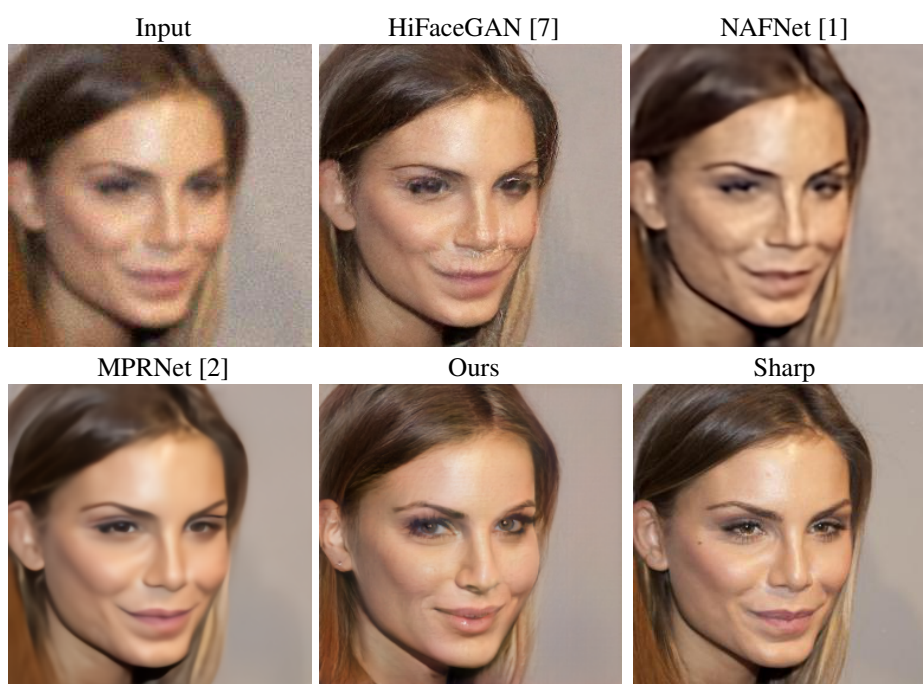 Input
HiFaceGAN [7]
NAFNet [1]
MPRNet [2]
Ours
Sharp